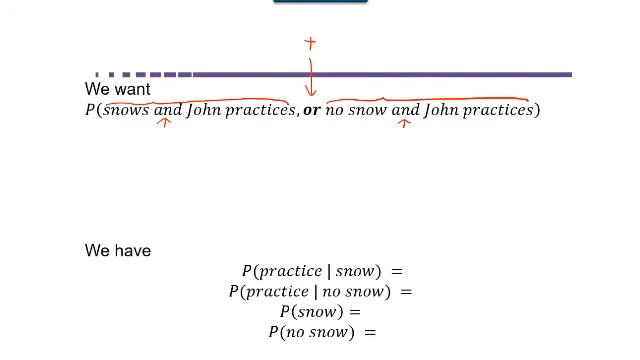 +
We want
P(snows and John practices, or no snow and John practices)
We have
P(practice | snow) =
P(practice | no snow) =
P(snow) =
P(no snow) =